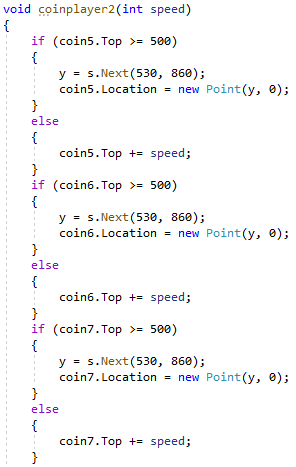 void coinplayer2(int speed)
{
    if (coin5.Top >= 500)
    {
        y = s.Next(530, 860);
        coin5.Location = new Point(y, 0);
    }
    else
    {
        coin5.Top += speed;
    }
    if (coin6.Top >= 500)
    {
        y = s.Next(530, 860);
        coin6.Location = new Point(y, 0);
    }
    else
    {
        coin6.Top += speed;
    }
    if (coin7.Top >= 500)
    {
        y = s.Next(530, 860);
        coin7.Location = new Point(y, 0);
    }
    else
    {
        coin7.Top += speed;
    }